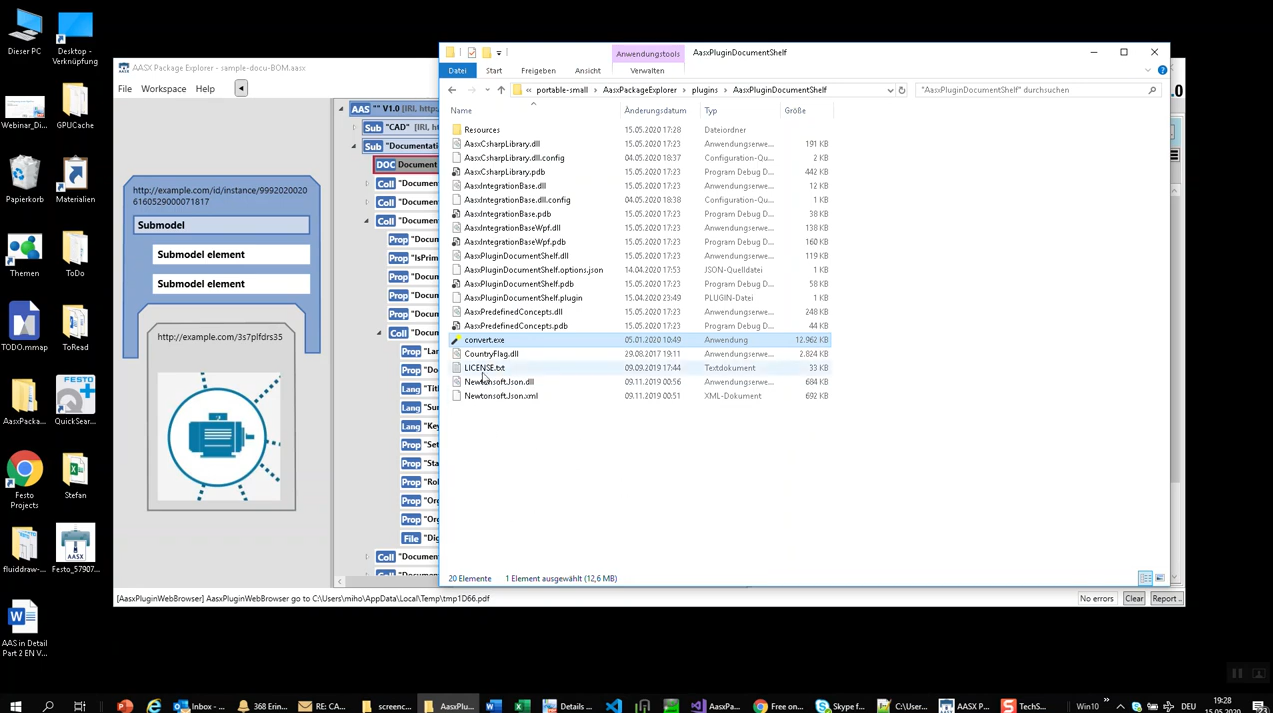 Dieser PC
Desktop -
Verknüpfung
Webinar_Di...
GPUCache
Papierkorb
Materialien
Themen
ToDo
TODO.mmap
ToRead
FESTO
AasxPacka...
QuickSear...
Festo
Projects
Stefan
fluiddraw-...
AASX
Festo_57907...
AAS in Detail
Part 2 EN V...
AASX Package Explorer - sample-docu-BOM.aasx
File Workspace Help
http://example.com/id/instance/9992020020
6160529000071817
Submodel
Submodel element
Submodel element
http://example.com/3s7plfdrs35
AAS "" V1.0 [IRI, http:
Sub "CAD" [IRI, ht
Sub "Documentati
DOC Document
Coll "Documen
Coll "Documen
Coll "Documen
Prop "Docum
Prop "IsPrim
Prop "Docum
Prop "Docum
Prop "Docum
Coll "Docum
Prop "Lan
Prop "Do
Lang "Titl
Lang "Sur
Lang "Key
Prop "Set
Prop "Sta
Prop "Rol
Prop "Org
Prop "Org
File "Dig
Coll "Documen
[AasxPluginWebBrowser] AasxPluginWebBrowser go to C:\Users\miho\AppData\Local\Temp\tmp1D66.pdf
No errors Clear Report ..
Anwendungstools AasxPluginDocumentShelf
Datei Start Freigeben Ansicht Verwalten
« portable-small AasxPackageExplorer plugins AasxPluginDocumentShelf
"AasxPluginDocumentShelf" durchsuchen
Name Änderungsdatum Typ Größe
Resources 15.05.2020 17:28 Dateiordner
AasxCsharpLibrary.dll 15.05.2020 17:23 Anwendungserwe... 191 KB
AasxCsharpLibrary.dll.config 04.05.2020 18:37 Configuration-Qu... 2 KB
AasxCsharpLibrary.pdb 15.05.2020 17:23 Program Debug D... 442 KB
AasxIntegrationBase.dll 15.05.2020 17:23 Anwendungserwe... 12 KB
AasxIntegrationBase.dll.config 04.05.2020 18:38 Configuration-Qu... 1 KB
AasxIntegrationBase.pdb 15.05.2020 17:23 Program Debug D... 38 KB
AasxIntegrationBaseWpf.dll 15.05.2020 17:23 Anwendungserwe... 138 KB
AasxIntegrationBaseWpf.pdb 15.05.2020 17:23 Program Debug D... 160 KB
AasxPluginDocumentShelf.dll 15.05.2020 17:23 Anwendungserwe... 119 KB
AasxPluginDocumentShelf.options.json 14.04.2020 17:53 JSON-Quelldatei 1 KB
AasxPluginDocumentShelf.pdb 15.05.2020 17:23 Program Debug D... 58 KB
AasxPluginDocumentShelf.plugin 15.04.2020 23:49 PLUGIN-Datei 1 KB
AasxPredefinedConcepts.dll 15.05.2020 17:23 Anwendungserwe... 248 KB
AasxPredefinedConcepts.pdb 15.05.2020 17:23 Program Debug D... 44 KB
convert.exe 05.01.2020 10:49 Anwendung 12.962 KB
CountryFlag.dll 29.08.2017 19:11 Anwendungserwe... 2.824 KB
LICENSE.txt 09.09.2019 17:44 Textdokument 33 KB
Newtonsoft.Json.dll 09.11.2019 00:56 Anwendungserwe... 684 KB
Newtonsoft.Json.xml 09.11.2019 00:51 XML-Dokument 692 KB
20 Elemente 1 Element ausgewählt (12,6 MB)
Inbox - ... 368 Erin... RE: CA... screenc... AasxPlu... Details ... AasxPa... Free on... Skype f... C:\User... AASX P... TechS... Win10 DEU 19:28
15.05.2020